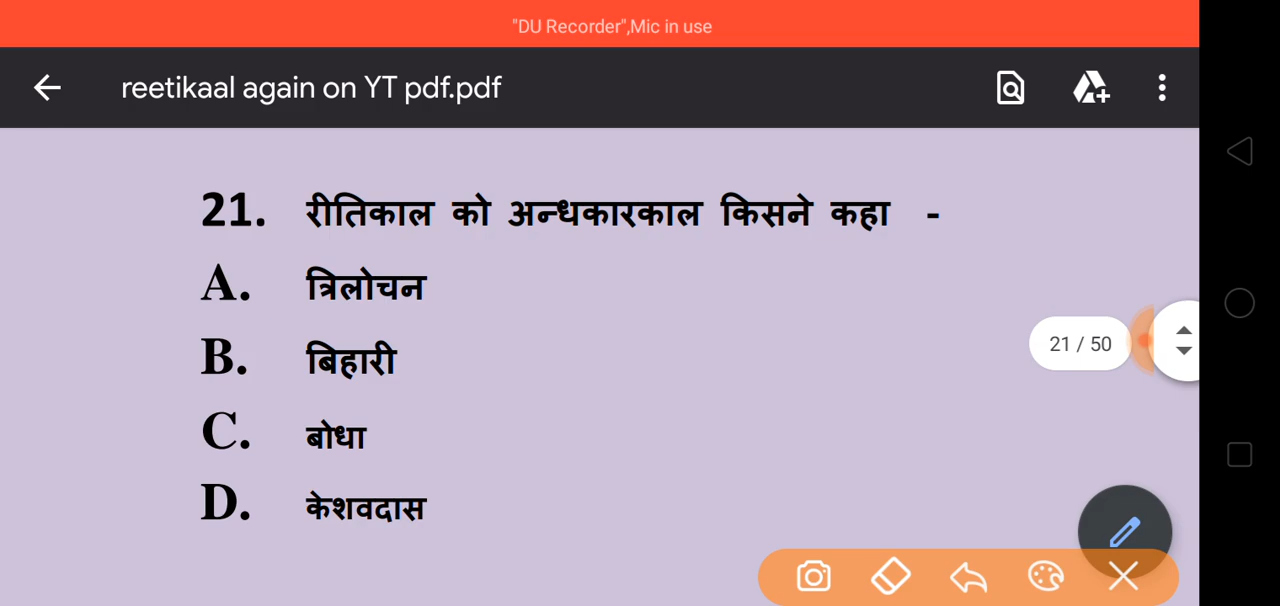 "DU Recorder",Mic in use
reetikaal again on YT pdf.pdf
21. रीतिकाल को अन्धकारकाल किसने कहा -
A. त्रिलोचन
B. बिहारी
21 / 50
C. बोधा
D. केशवदास